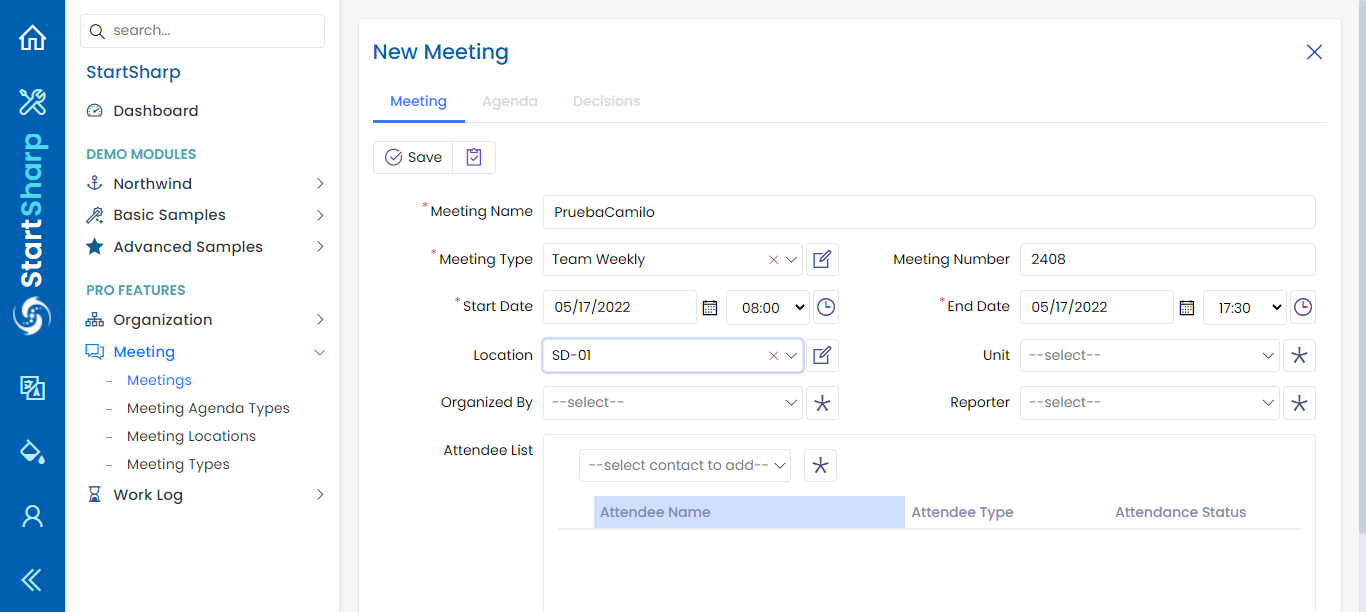 StartSharp
search...
StartSharp
Dashboard
DEMO MODULES
Northwind
Basic Samples
Advanced Samples
PRO FEATURES
Organization
Meeting
Meetings
Meeting Agenda Types
Meeting Locations
Meeting Types
Work Log
New Meeting
Meeting Agenda Decisions
Save
*Meeting Name PruebaCamilo
*Meeting Type Team Weekly Meeting Number 2408
*Start Date 05/17/2022 08:00 *End Date 05/17/2022 17:30
Location SD-01 Unit --select--
Organized By --select-- Reporter --select--
Attendee List
--select contact to add--
Attendee Name Attendee Type Attendance Status